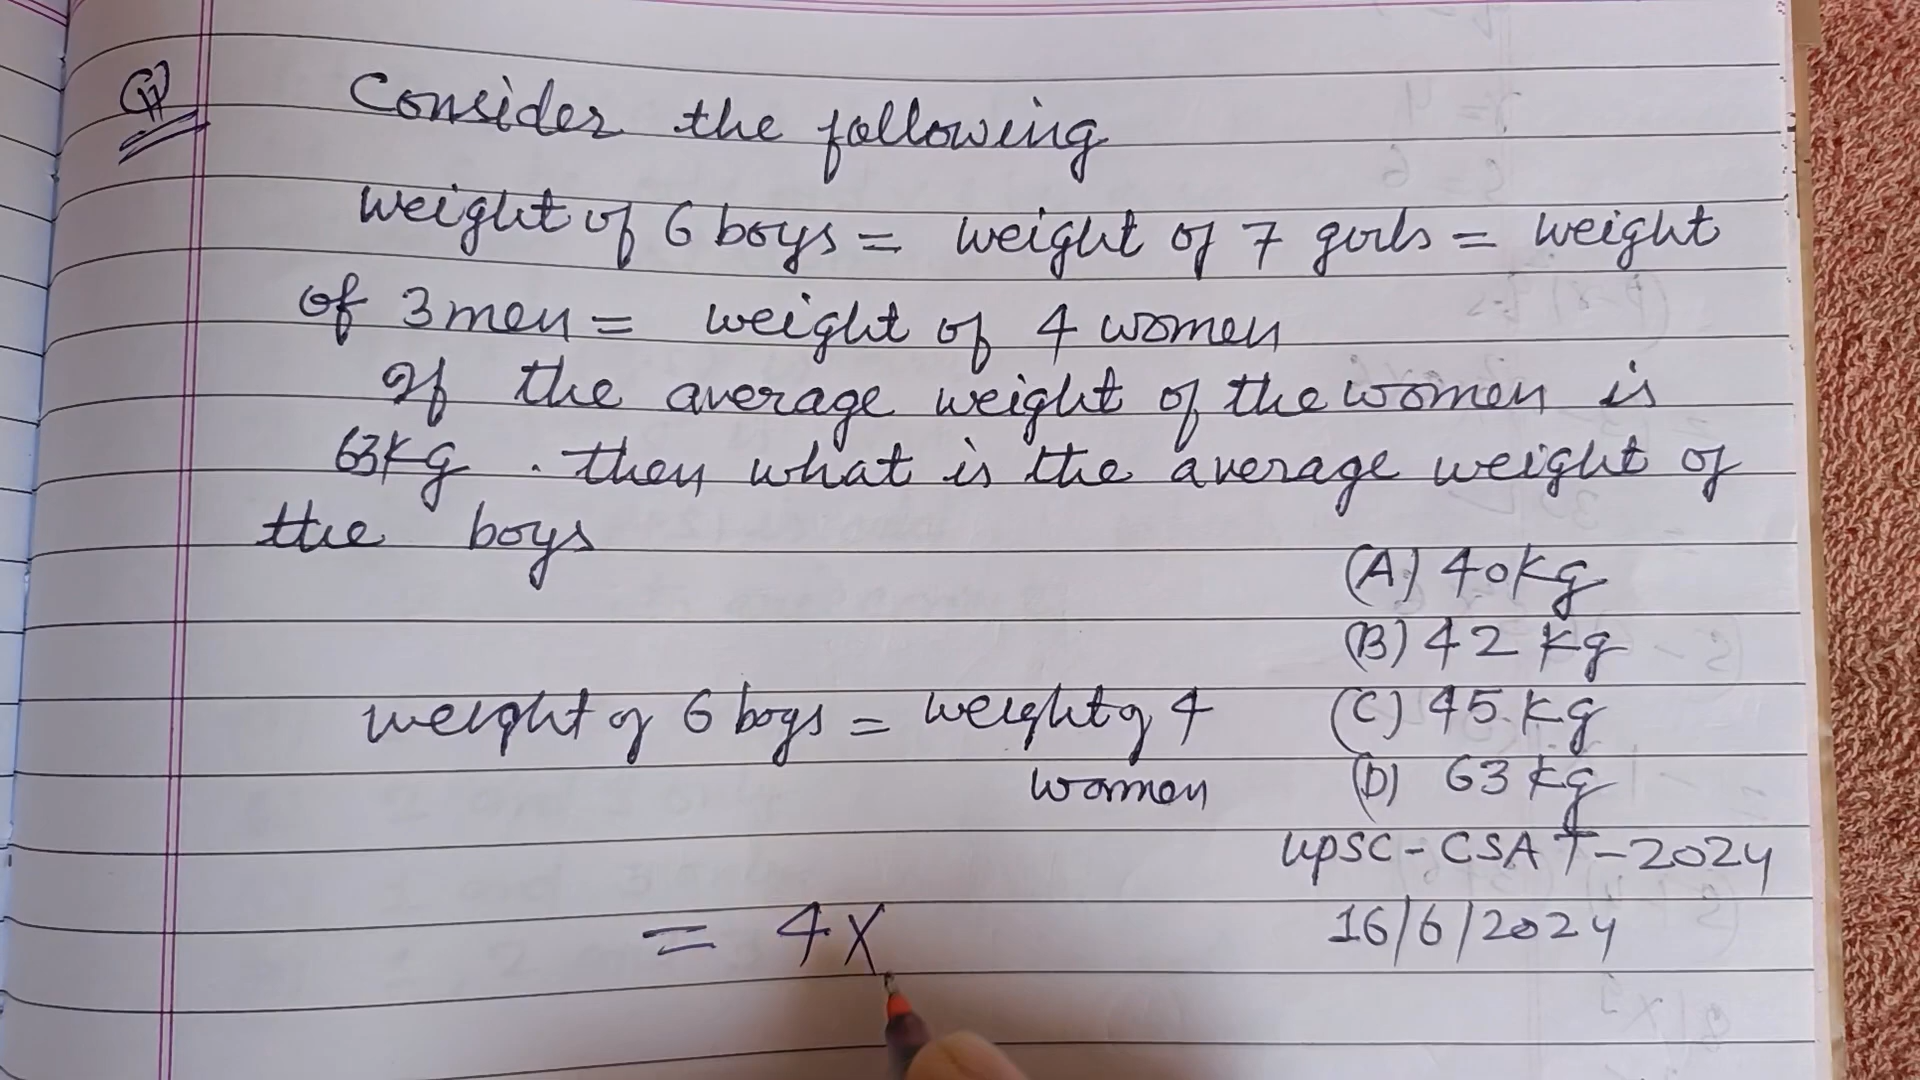 Q)
Consider the following
weight of 6 boys = weight of 7 girls = weight
of 3 men = weight of 4 women
If the average weight of the women is
63kg . then what is the average weight of
the boys
(A) 40kg
(B) 42 kg
(C) 45 kg
(D) 63 kg
UPSC - CSAT - 2024
16/6/2024
weight of 6 boys = weight of 4
women
= 4X